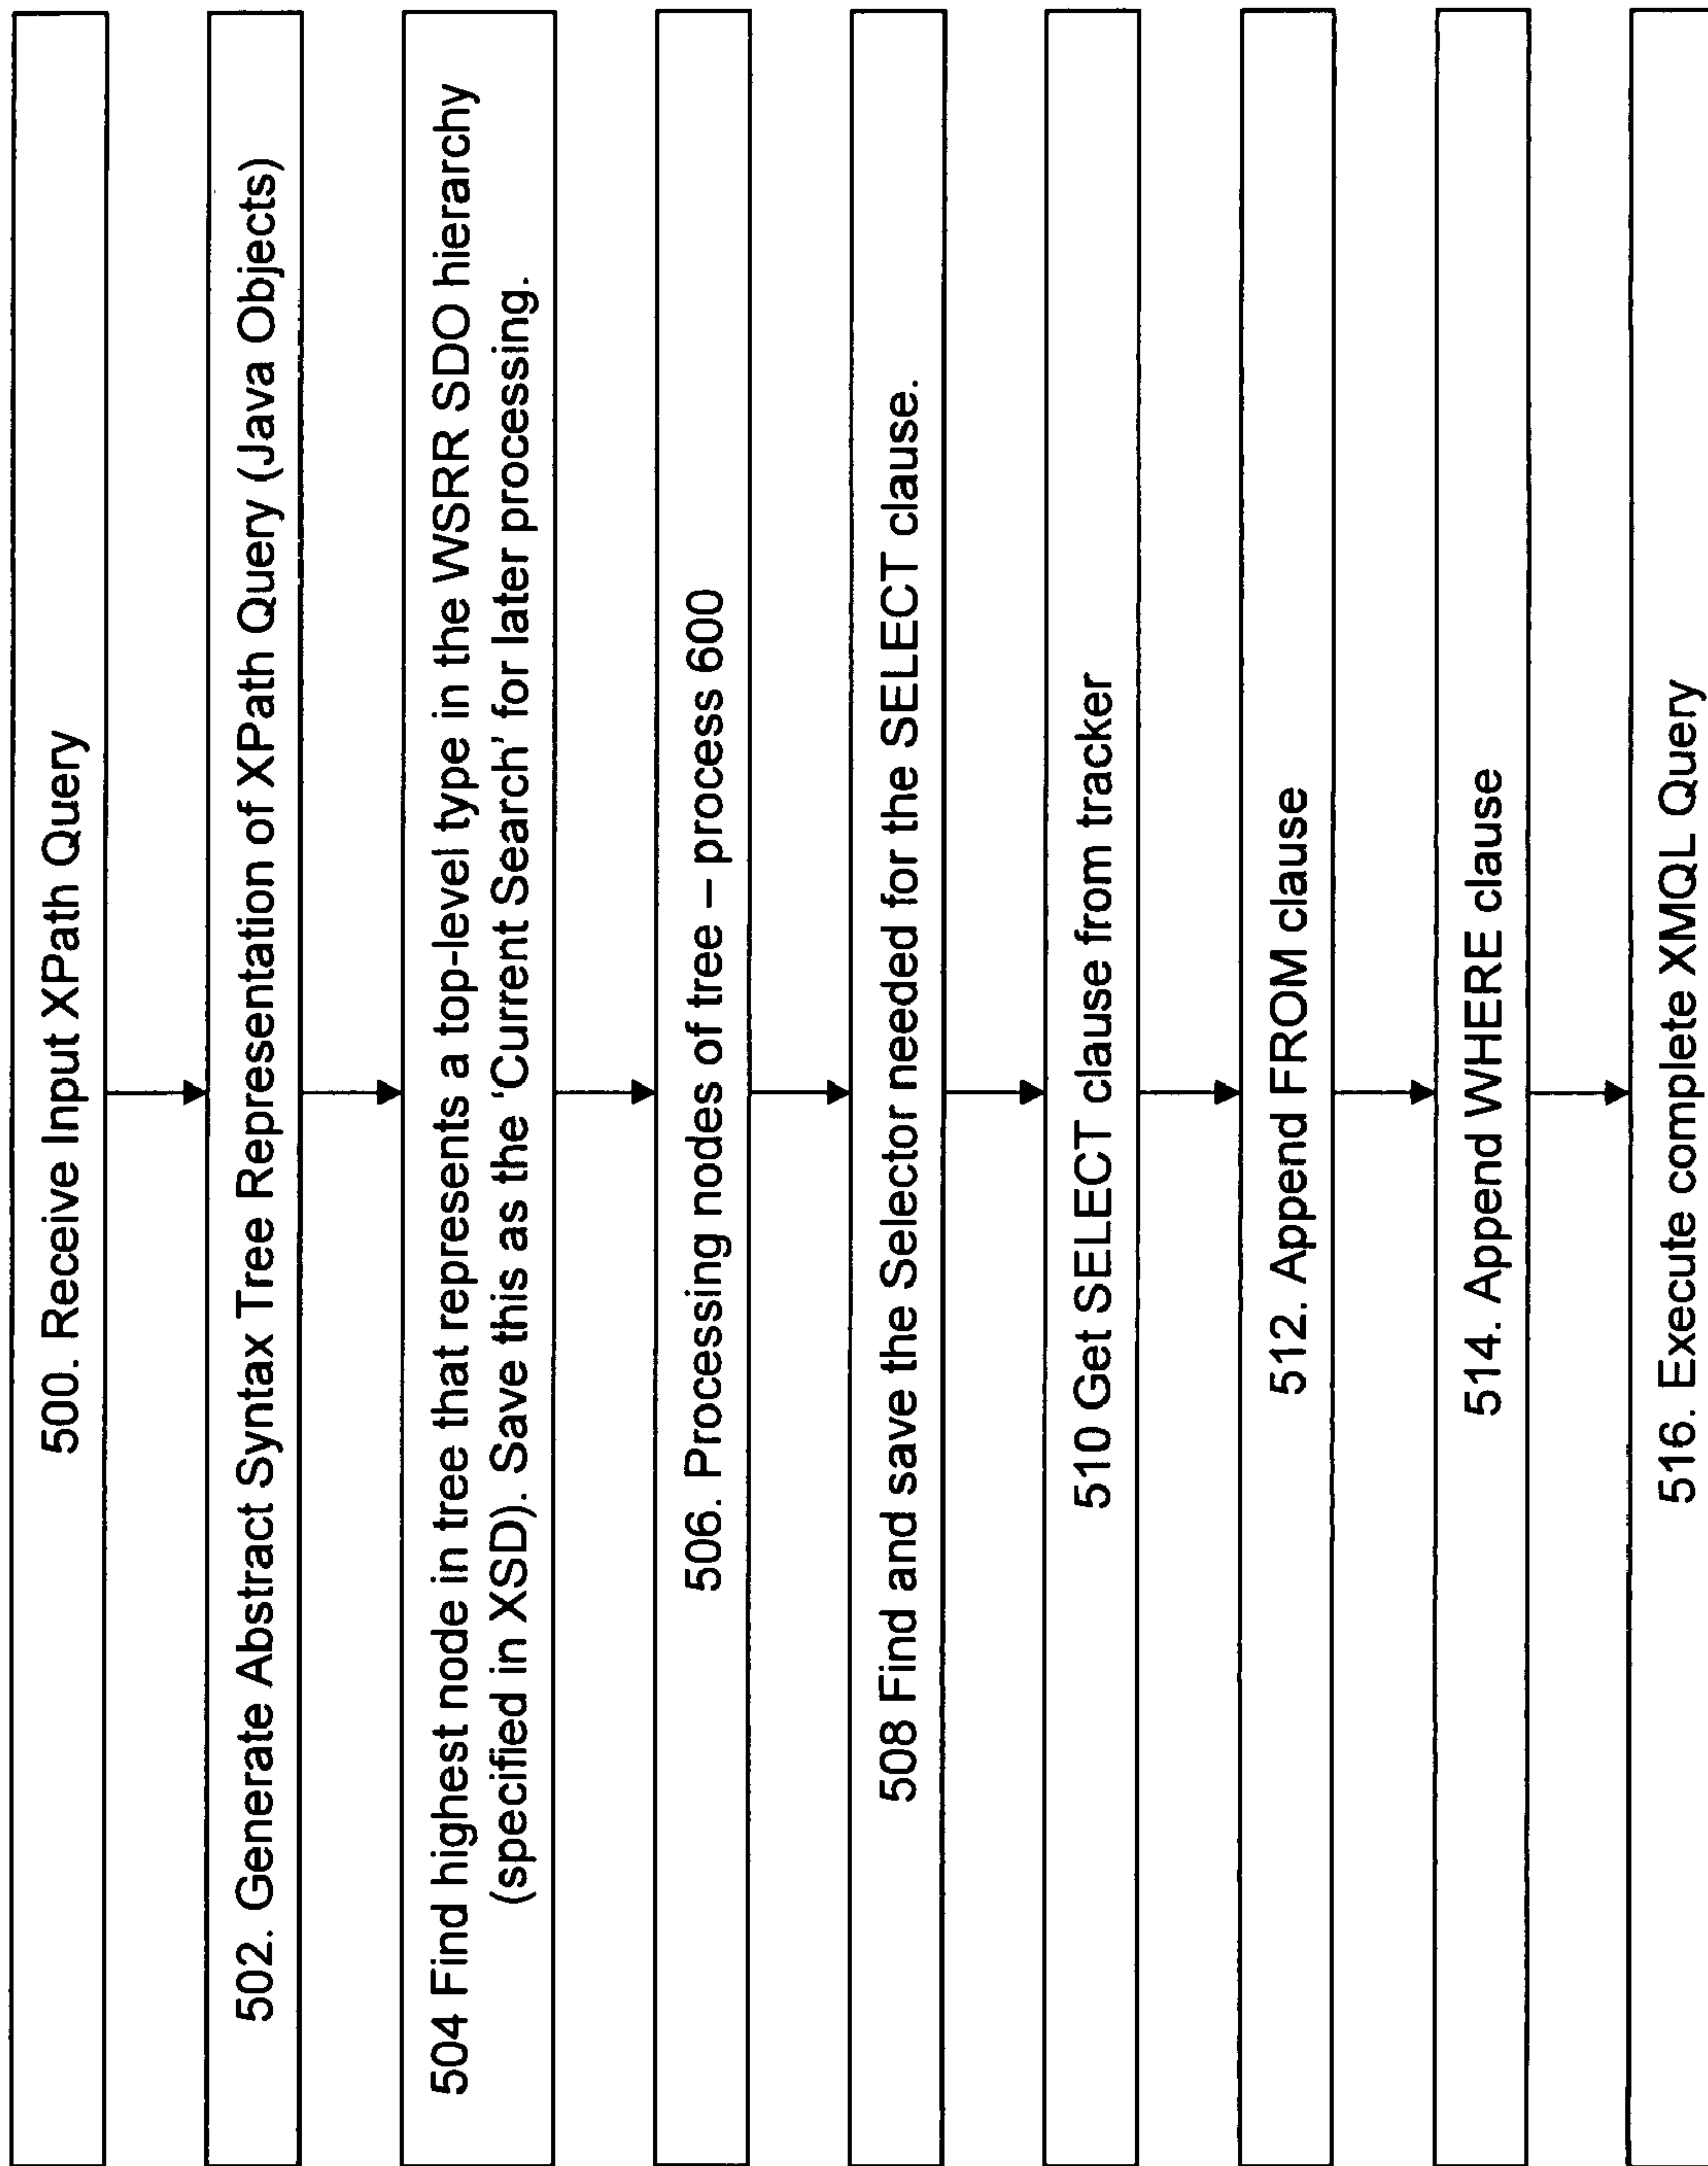 500. Receive Input XPath Query
502. Generate Abstract Syntax Tree Representation of XPath Query (Java Objects)
504 Find highest node in tree that represents a top-level type in the WSRR SDO hierarchy
(specified in XSD). Save this as the 'Current Search' for later processing.
506. Processing nodes of tree – process 600
508 Find and save the Selector needed for the SELECT clause.
510 Get SELECT clause from tracker
512. Append FROM clause
514. Append WHERE clause
516. Execute complete XMQL Query